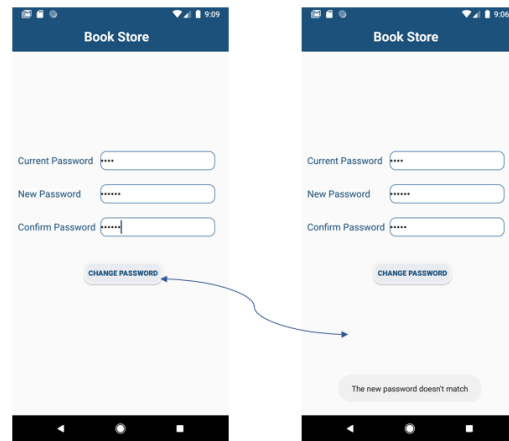 9:09
Book Store
Current Password ••••
New Password ••••••
Confirm Password ••••••
CHANGE PASSWORD
9:06
Book Store
Current Password ••••
New Password ••••••
Confirm Password •••••
CHANGE PASSWORD
The new password doesn't match